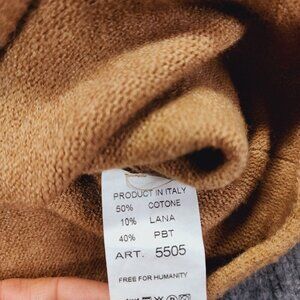 PRODUCT IN ITALY
50% COTONE
10% LANA
40% PBT
ART. 5505
FREE FOR HUMANITY